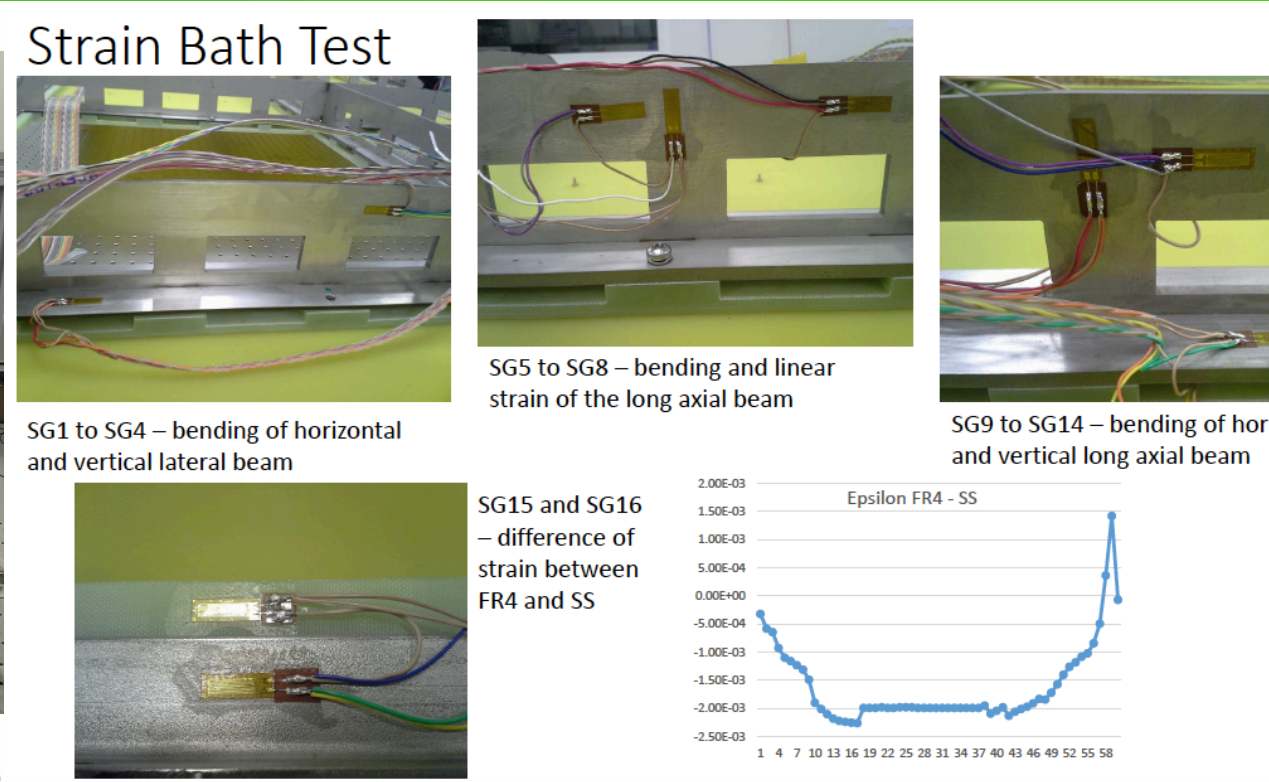 Strain Bath Test
SG1 to SG4 – bending of horizontal
and vertical lateral beam
SG5 to SG8 – bending and linear
strain of the long axial beam
SG9 to SG14 – bending of hor
and vertical long axial beam
SG15 and SG16
– difference of
strain between
FR4 and SS
Epsilon FR4 - SS
2.00E-03
1.50E-03
1.00E-03
5.00E-04
0.00E+00
-5.00E-04
-1.00E-03
-1.50E-03
-2.00E-03
-2.50E-03
1 4 7 10 13 16 19 22 25 28 31 34 37 40 43 46 49 52 55 58